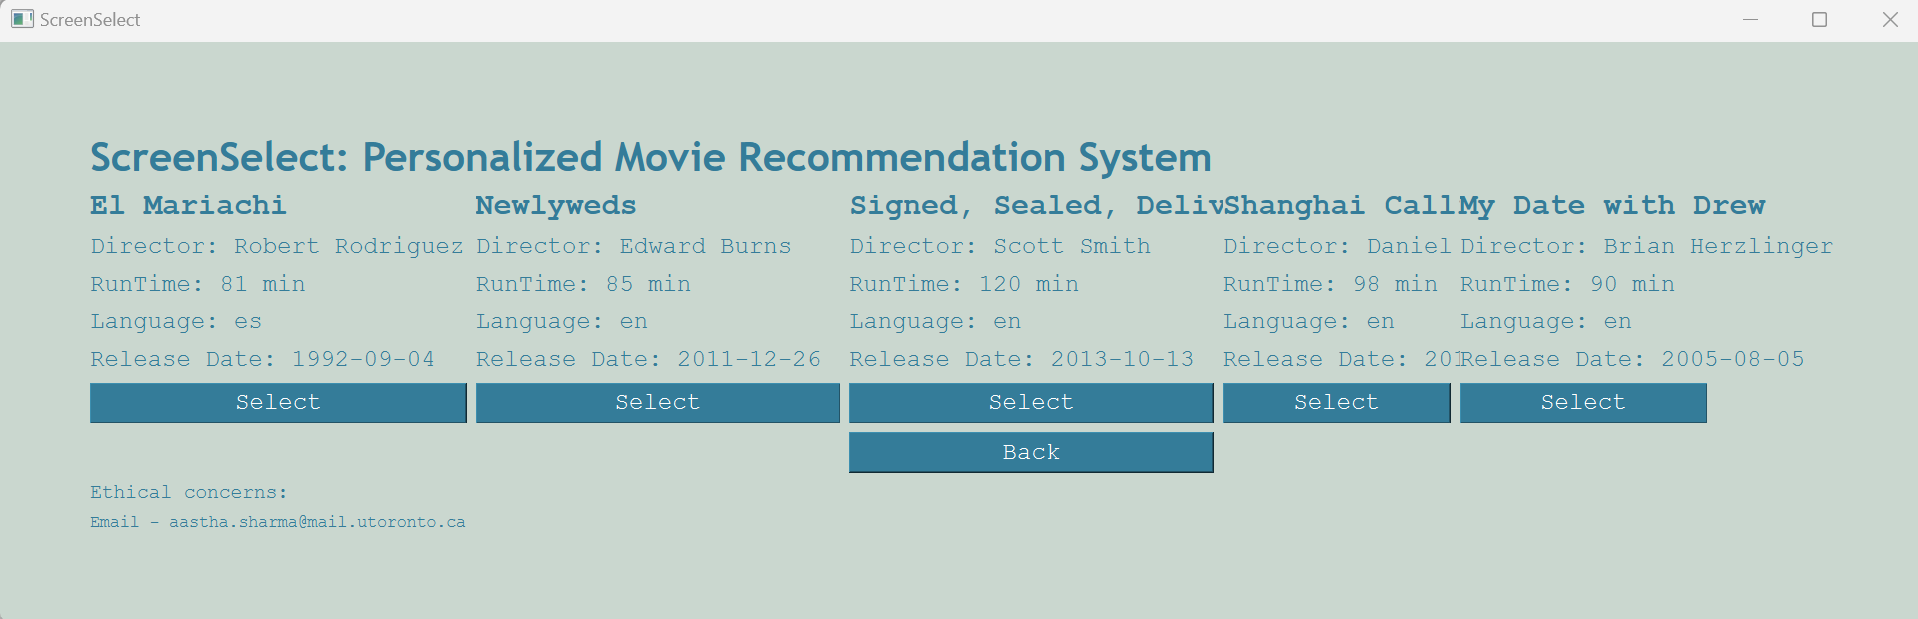 ScreenSelect
ScreenSelect: Personalized Movie Recommendation System
El Mariachi Newlyweds Signed, Sealed, Deliv Shanghai Call My Date with Drew
Director: Robert Rodriguez Director: Edward Burns Director: Scott Smith Director: Daniel Director: Brian Herzlinger
RunTime: 81 min RunTime: 85 min RunTime: 120 min RunTime: 98 min RunTime: 90 min
Language: es Language: en Language: en Language: en Language: en
Release Date: 1992-09-04 Release Date: 2011-12-26 Release Date: 2013-10-13 Release Date: 201 Release Date: 2005-08-05
Select Select Select Select Select
Back
Ethical concerns:
Email - aastha.sharma@mail.utoronto.ca